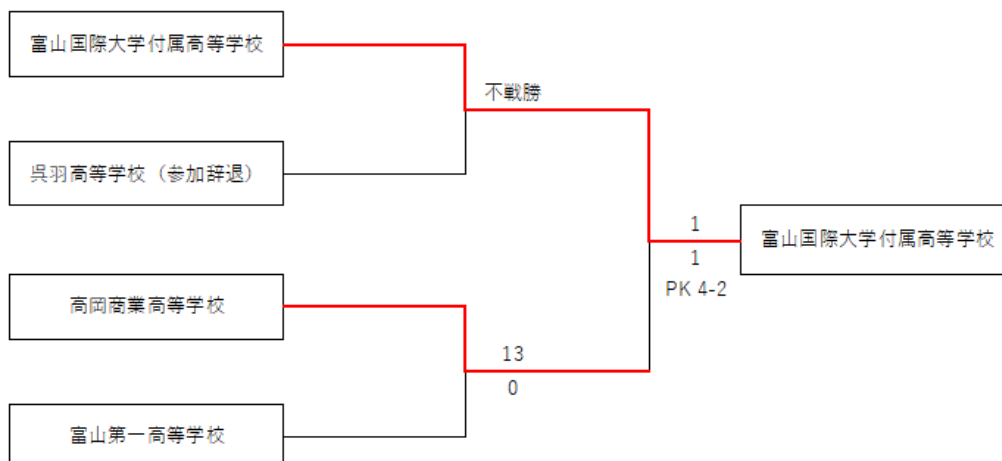 富山国際大学付属高等学校
不戦勝
呉羽高等学校（参加辞退）
1
富山国際大学付属高等学校
1
PK 4-2
高岡商業高等学校
13
0
富山第一高等学校